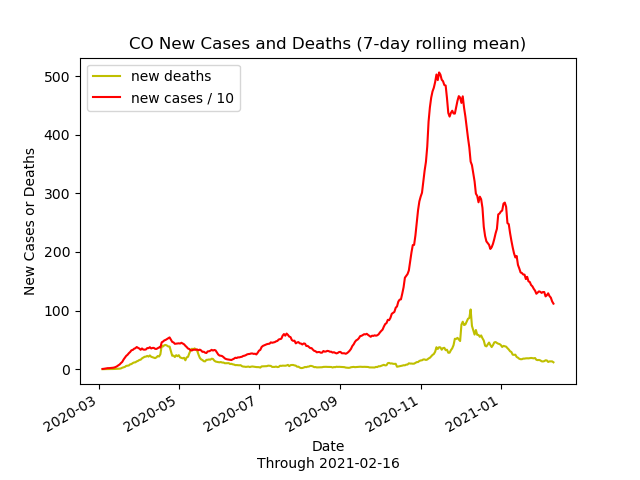 CO New Cases and Deaths (7-day rolling mean)
new deaths
new cases / 10
500
400
300
200
100
0
New Cases or Deaths
2020-03
2020-05
2020-07
2020-09
2020-11
2021-01
Date
Through 2021-02-16